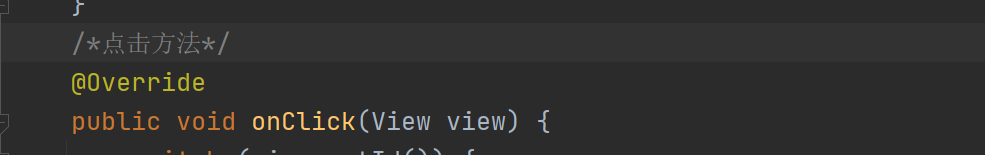 }
/*点击方法*/
@Override
public void onClick(View view) {